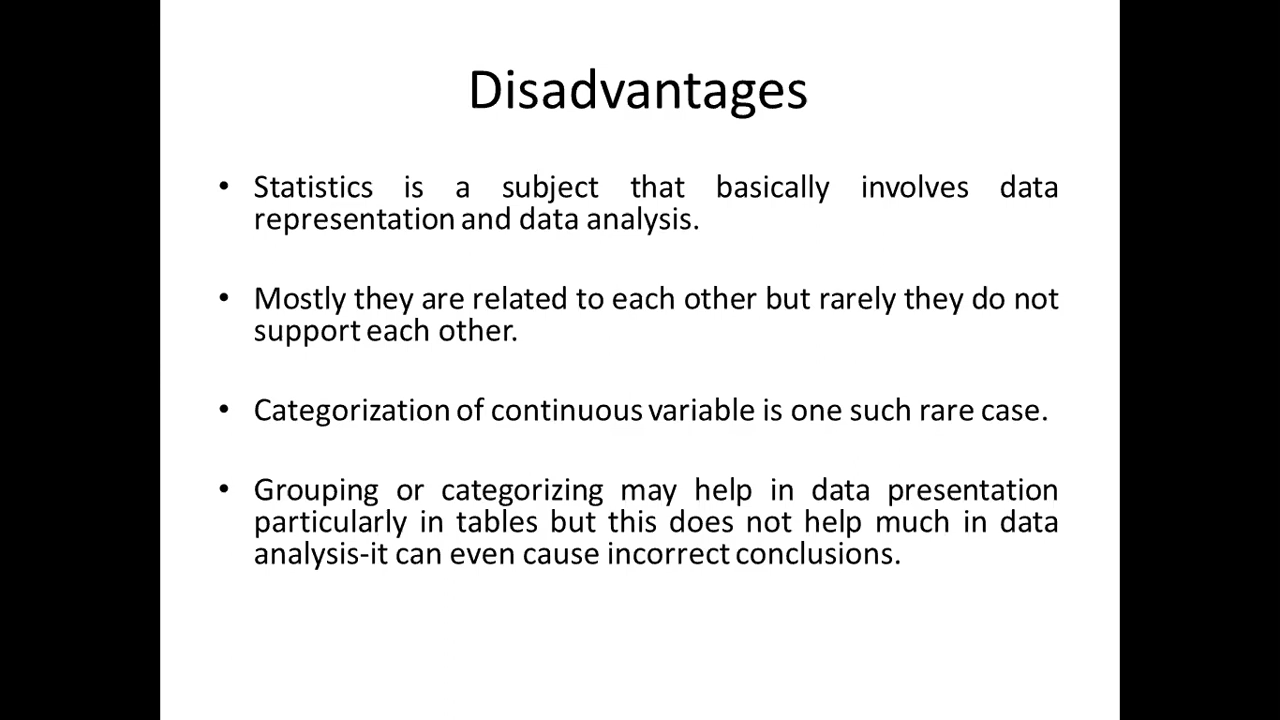 Disadvantages
• Statistics is a subject that basically involves data
representation and data analysis.
• Mostly they are related to each other but rarely they do not
support each other.
• Categorization of continuous variable is one such rare case.
• Grouping or categorizing may help in data presentation
particularly in tables but this does not help much in data
analysis-it can even cause incorrect conclusions.